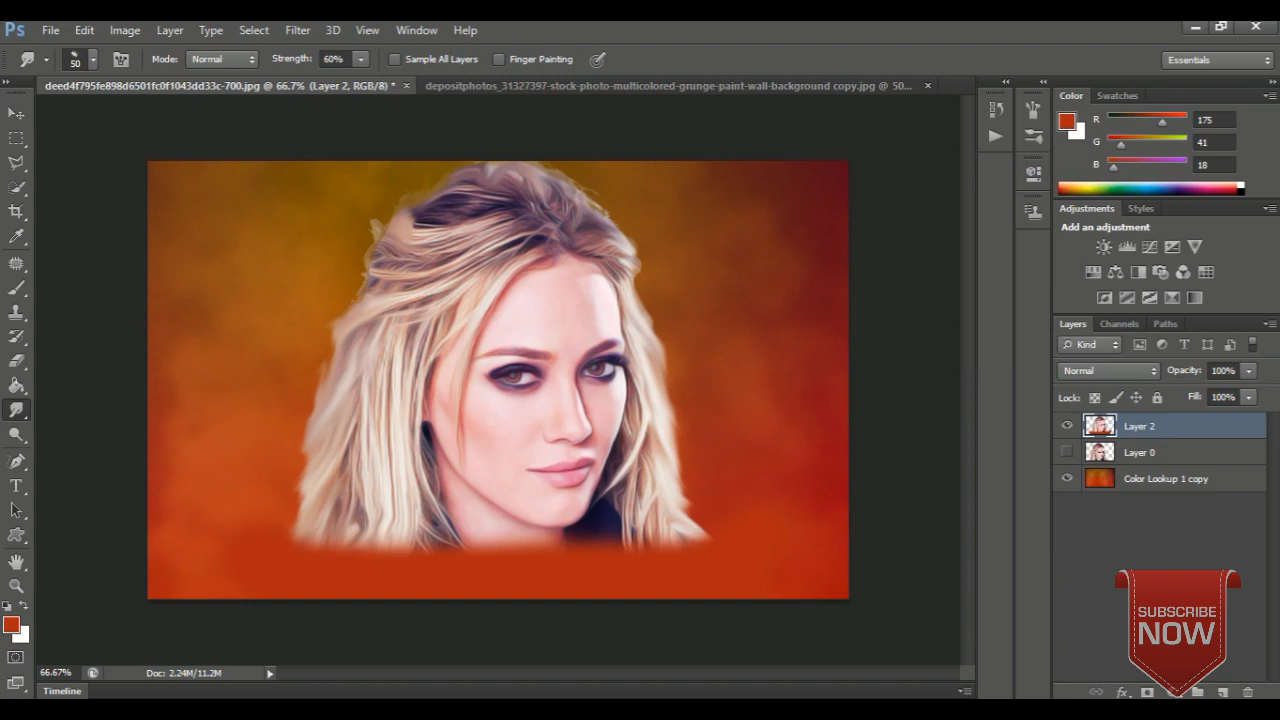 Ps File Edit Image Layer Type Select Filter 3D View Window Help
50 Mode: Normal Strength: 60% Sample All Layers Finger Painting Essentials
deed4f795fe898d6501fc0f1043dd33c-700.jpg @ 66.7% (Layer 2, RGB/8) * × depositphotos_31327397-stock-photo-multicolored-grunge-paint-wall-background copy.jpg @ 50... ×
Color Swatches
R 175
G 41
B 18
Adjustments Styles
Add an adjustment
Layers Channels Paths
Kind
Normal Opacity: 100%
Lock: Fill: 100%
Layer 2
Layer 0
Color Lookup 1 copy
SUBSCRIBE
NOW
66.67% Doc: 2.24M/11.2M
Timeline